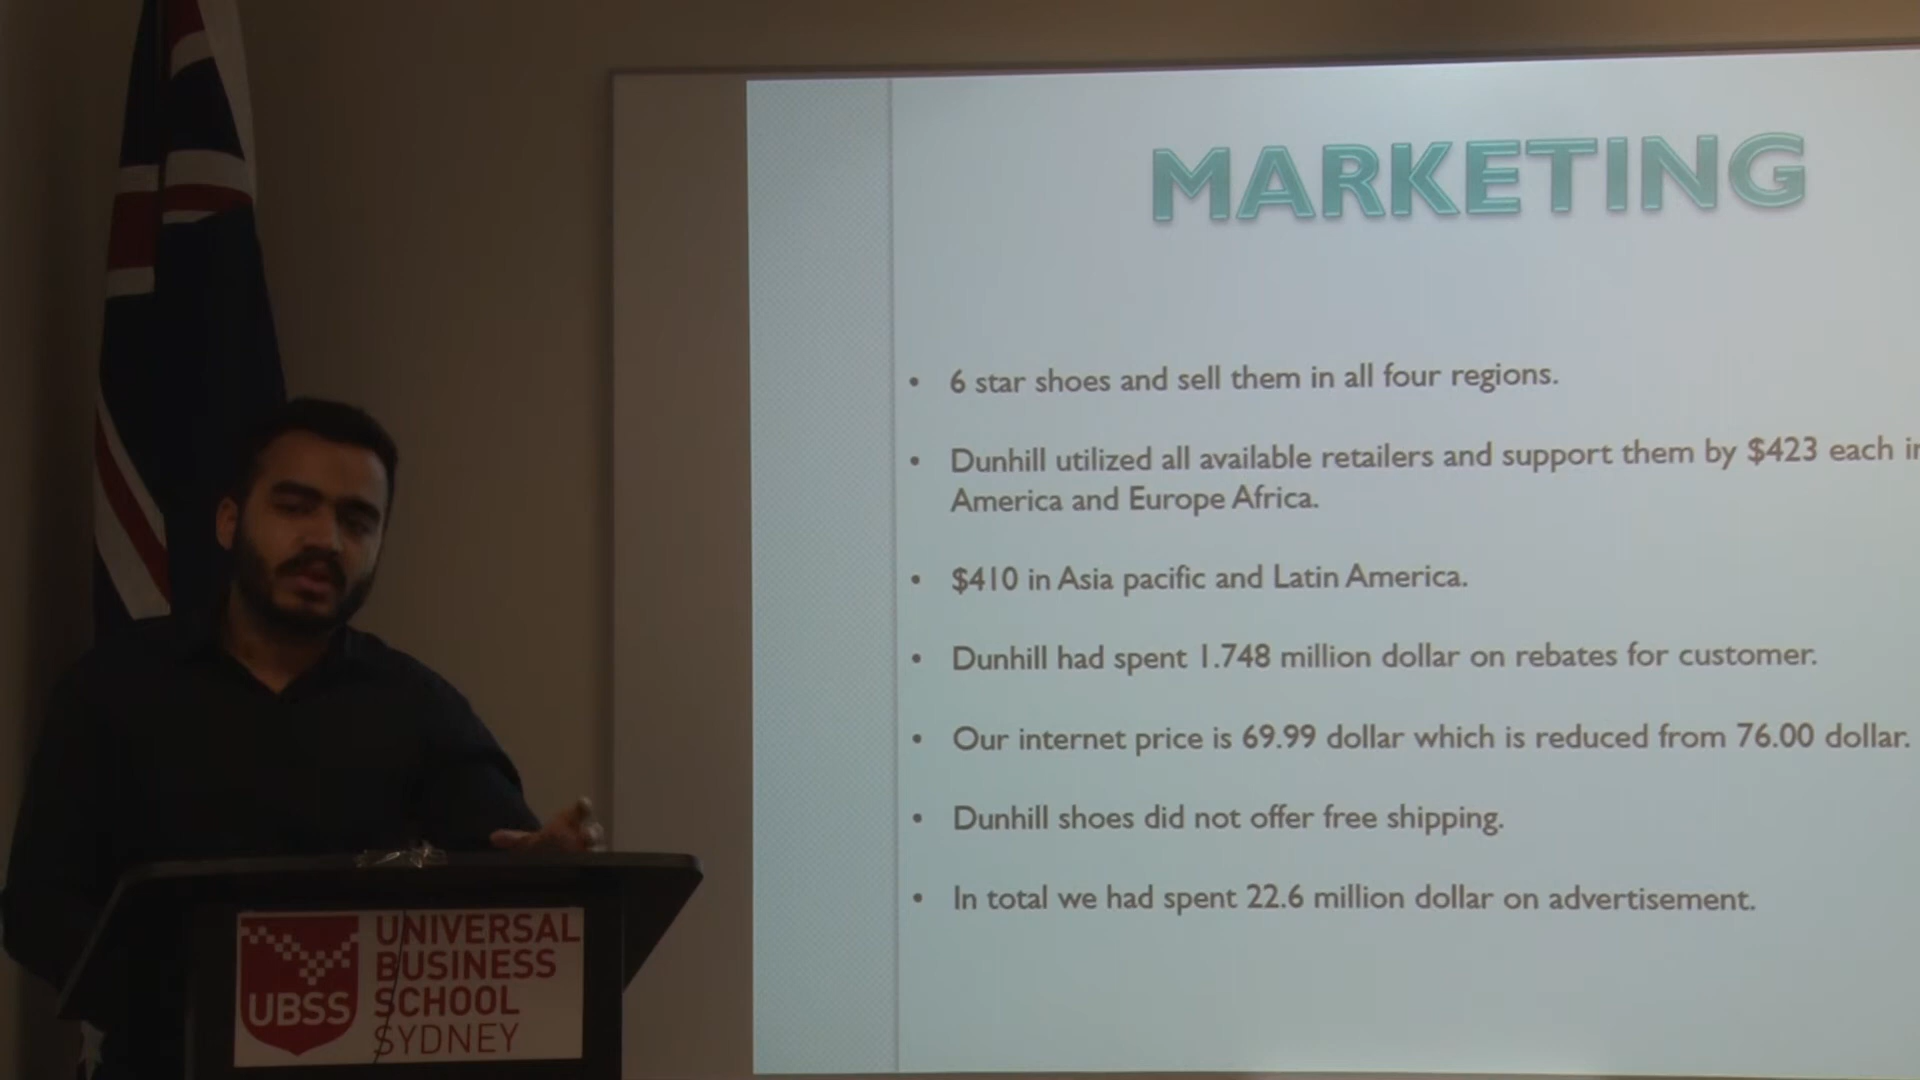 MARKETING
• 6 star shoes and sell them in all four regions.
• Dunhill utilized all available retailers and support them by $423 each
America and Europe Africa.
• $410 in Asia pacific and Latin America.
• Dunhill had spent 1.748 million dollar on rebates for customer.
• Our internet price is 69.99 dollar which is reduced from 76.00 dollar.
• Dunhill shoes did not offer free shipping.
• In total we had spent 22.6 million dollar on advertisement.
UBSS
UNIVERSAL
BUSINESS
SCHOOL
SYDNEY